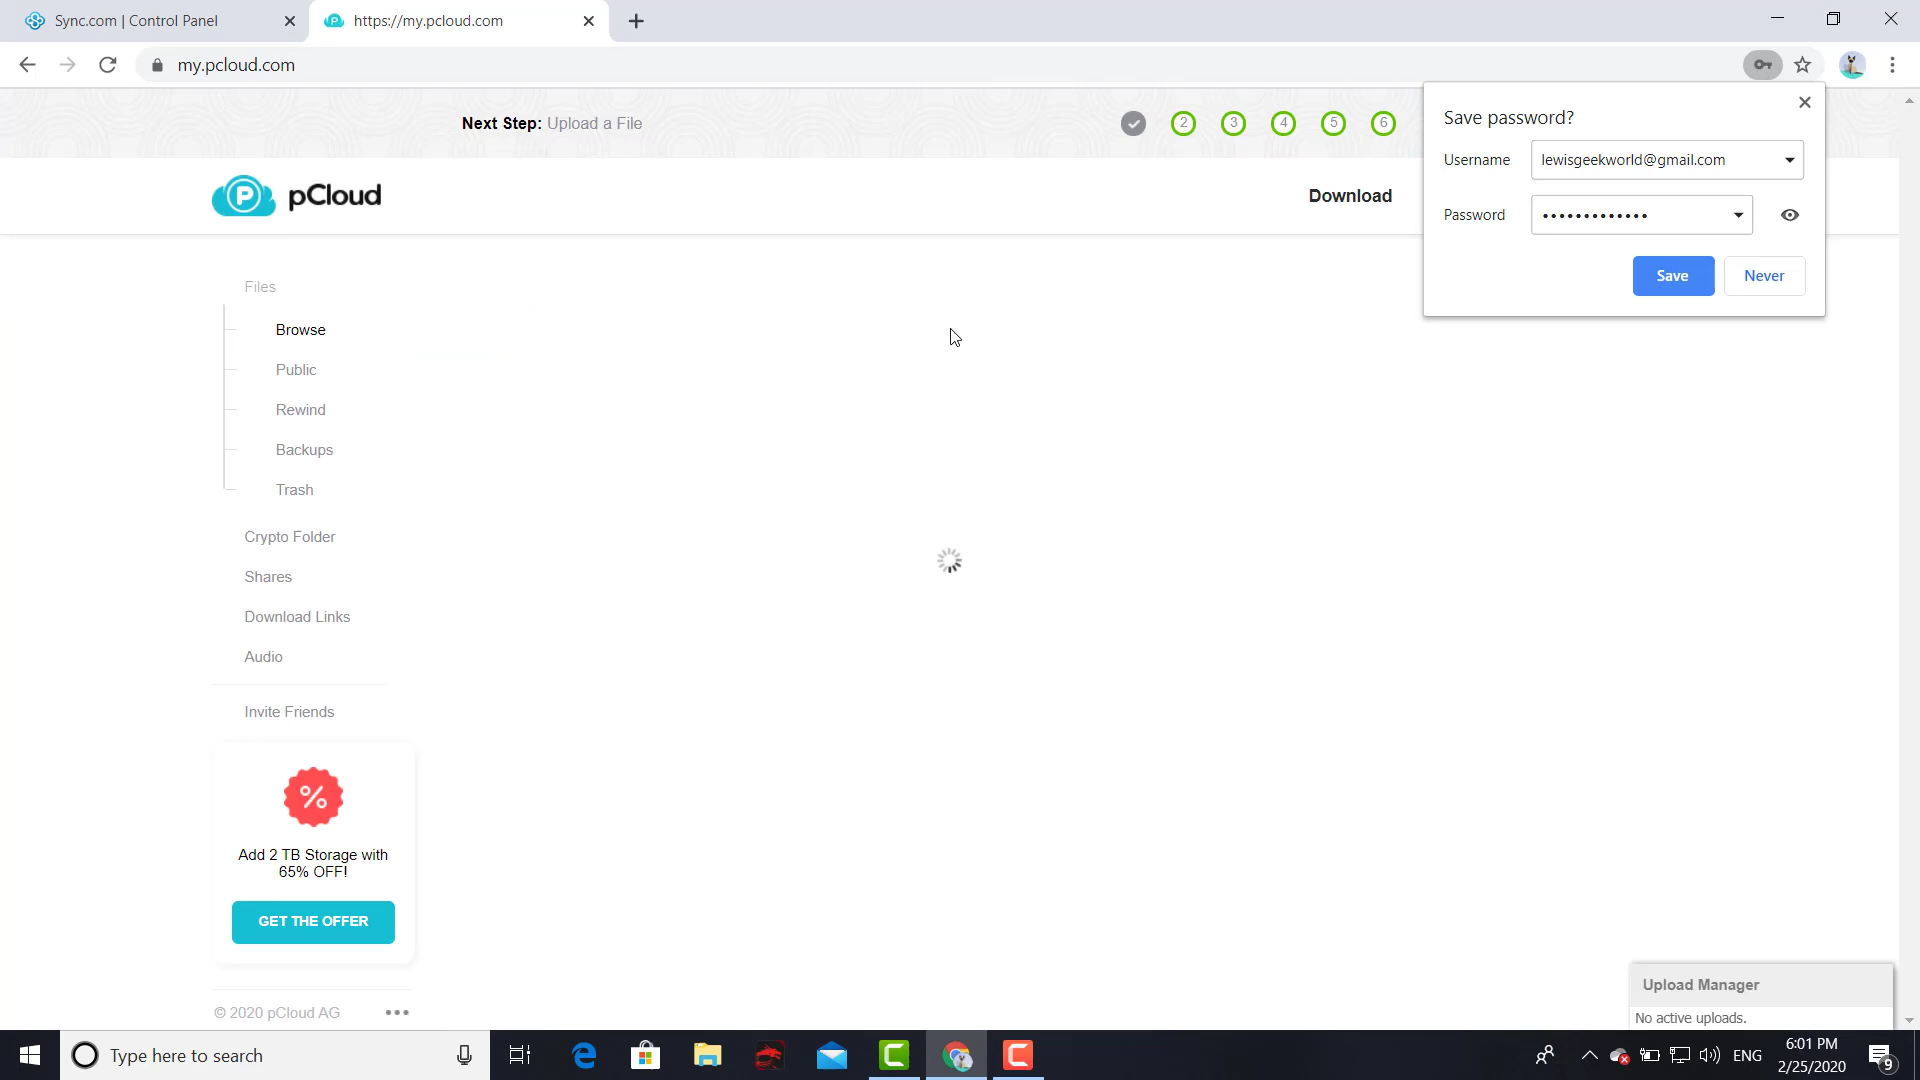 Sync.com | Control Panel
https://my.pcloud.com
my.pcloud.com
Next Step: Upload a File
2
3
4
5
6
Save password?
Username
lewisgeekworld@gmail.com
Password
•••••••••••••
Save
Never
P
pCloud
Download
Files
Browse
Public
Rewind
Backups
Trash
Crypto Folder
Shares
Download Links
Audio
Invite Friends
%
Add 2 TB Storage with
65% OFF!
GET THE OFFER
© 2020 pCloud AG
Upload Manager
No active uploads.
Type here to search
ENG
6:01 PM
2/25/2020
9